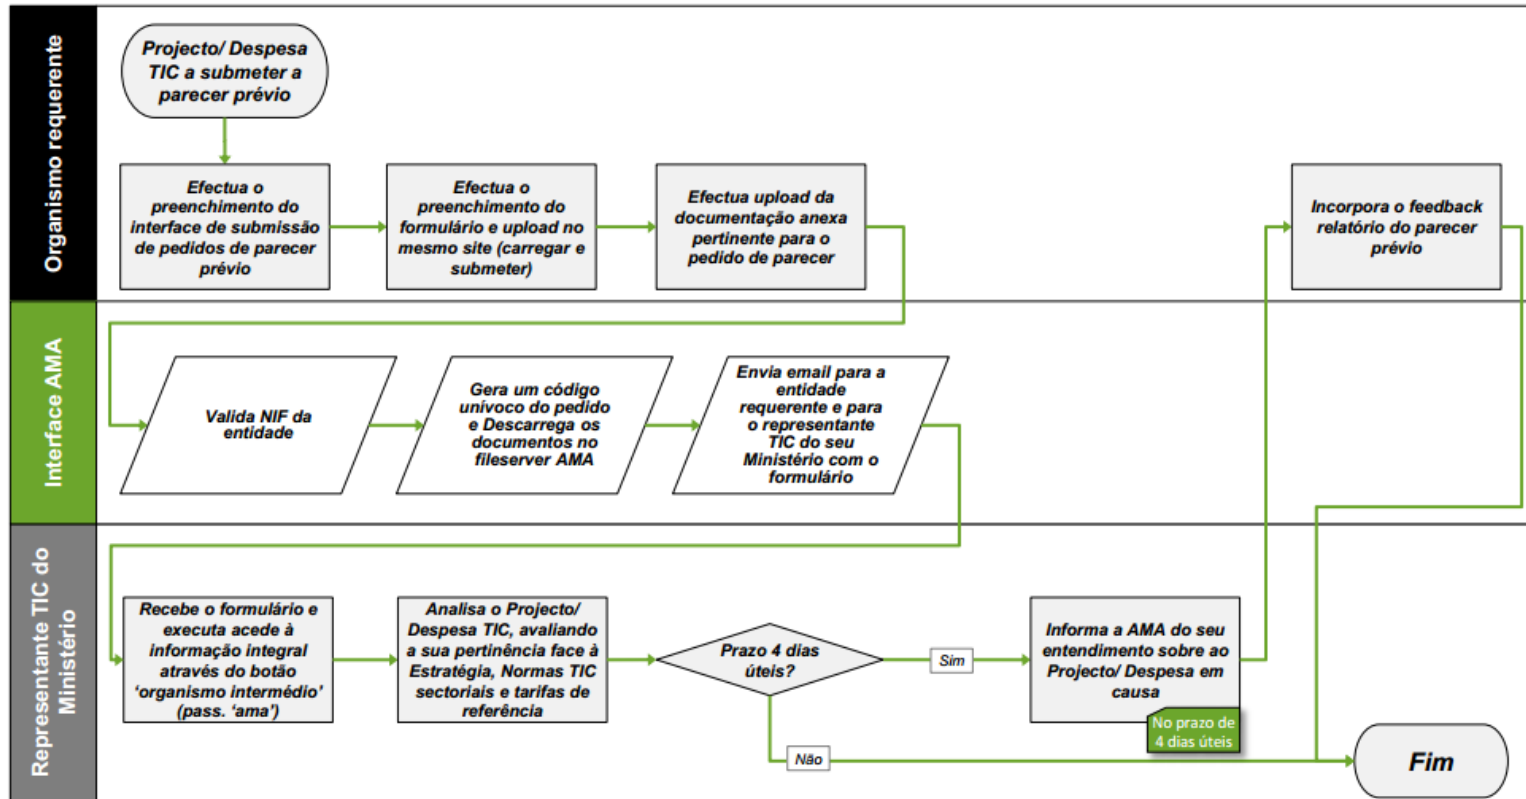 Organismo requerente
Projecto/ Despesa
TIC a submeter a
parecer prévio
Efectua o
preenchimento do
interface de submissão
de pedidos de parecer
prévio
Efectua o
preenchimento do
formulário e upload no
mesmo site (carregar e
submeter)
Efectua upload da
documentação anexa
pertinente para o
pedido de parecer
Incorpora o feedback
relatório do parecer
prévio
Interface AMA
Valida NIF da
entidade
Gera um código
unívoco do pedido
e Descarrega os
documentos no
fileserver AMA
Envia email para a
entidade
requerente e para
o representante
TIC do seu
Ministério com o
formulário
Representante TIC do
Ministério
Recebe o formulário e
executa acede à
informação integral
através do botão
‘organismo intermédio’
(pass. ‘ama’)
Analisa o Projecto/
Despesa TIC, avaliando
a sua pertinência face à
Estratégia, Normas TIC
sectoriais e tarifas de
referência
Prazo 4 dias
úteis?
Sim
Não
Informa a AMA do seu
entendimento sobre ao
Projecto/ Despesa em
causa
No prazo de
4 dias úteis
Fim